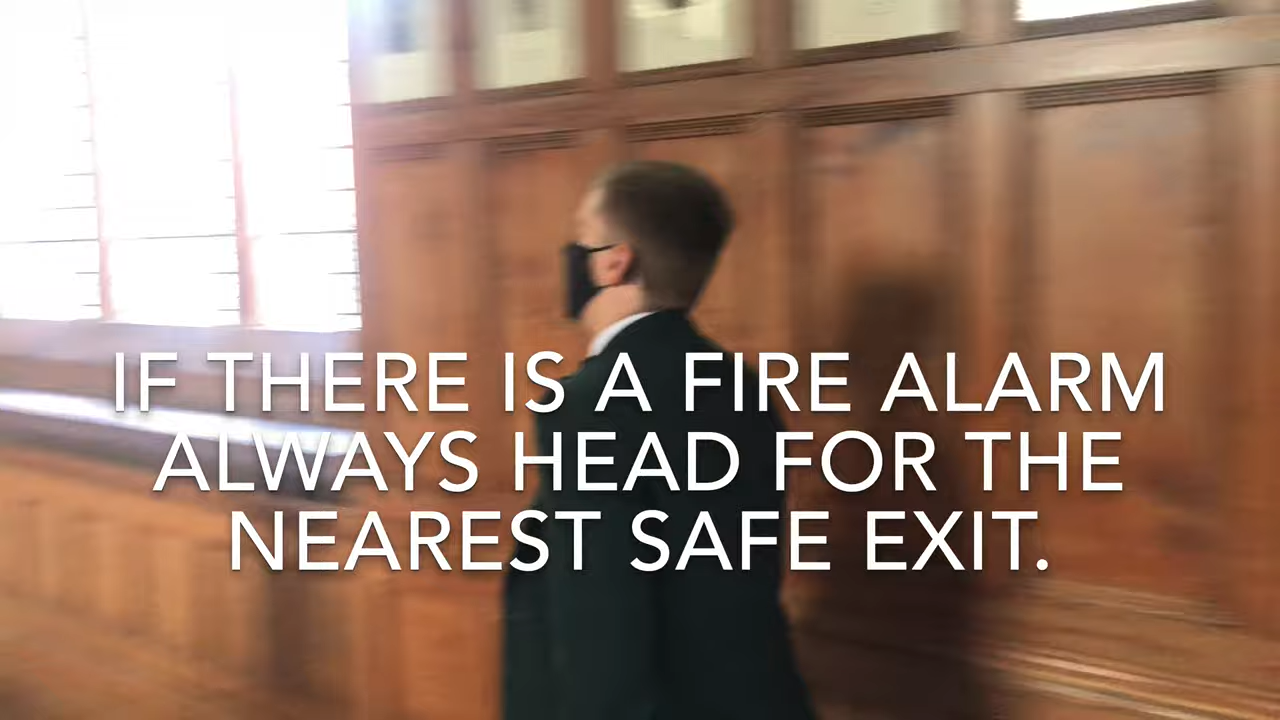 IF THERE IS A FIRE ALARM
ALWAYS HEAD FOR THE
NEAREST SAFE EXIT.